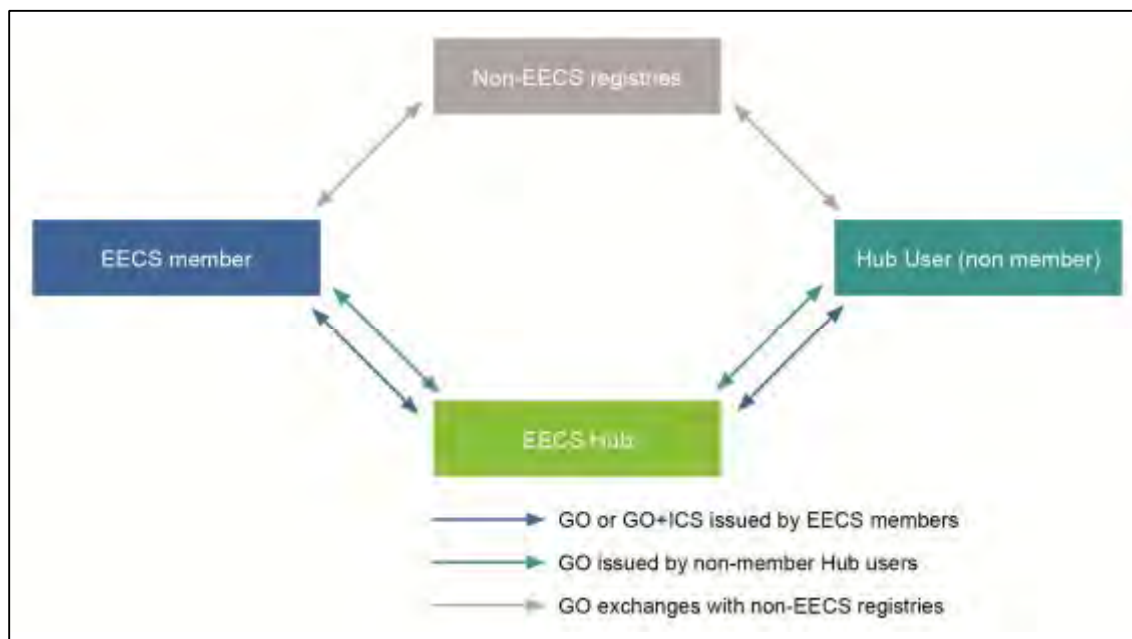 Non-EECS registries
EECS member
Hub User (non member)
EECS Hub
GO or GO+ICS issued by EECS members
GO issued by non-member Hub users
GO exchanges with non-EECS registries